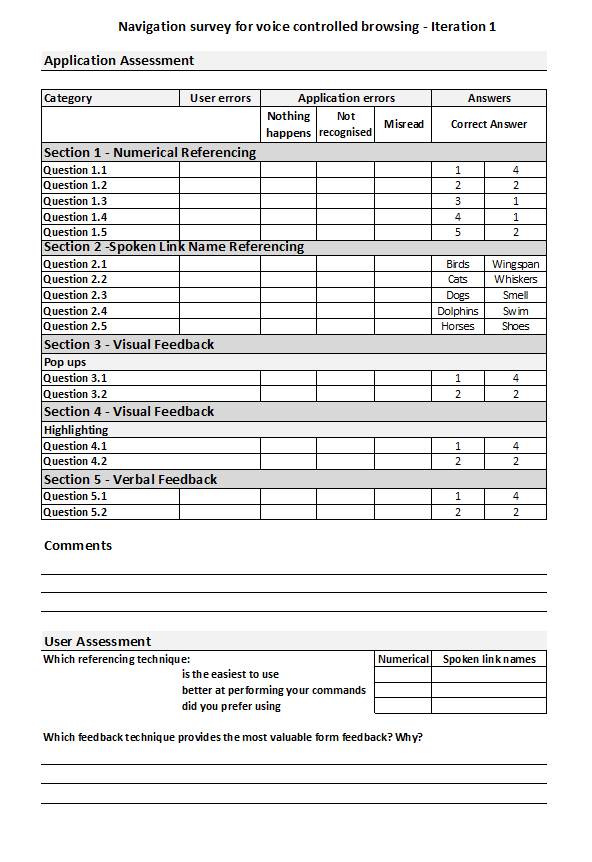 Navigation survey for voice controlled browsing - Iteration 1
Application Assessment
Category User errors Application errors Answers
Nothing happens Not recognised Misread Correct Answer
Section 1 - Numerical Referencing
Question 1.1 1 4
Question 1.2 2 2
Question 1.3 3 1
Question 1.4 4 1
Question 1.5 5 2
Section 2 -Spoken Link Name Referencing
Question 2.1 Birds Wingspan
Question 2.2 Cats Whiskers
Question 2.3 Dogs Smell
Question 2.4 Dolphins Swim
Question 2.5 Horses Shoes
Section 3 - Visual Feedback
Pop ups
Question 3.1 1 4
Question 3.2 2 2
Section 4 - Visual Feedback
Highlighting
Question 4.1 1 4
Question 4.2 2 2
Section 5 - Verbal Feedback
Question 5.1 1 4
Question 5.2 2 2
Comments
User Assessment
Which referencing technique: Numerical Spoken link names
is the easiest to use
better at performing your commands
did you prefer using
Which feedback technique provides the most valuable form feedback? Why?